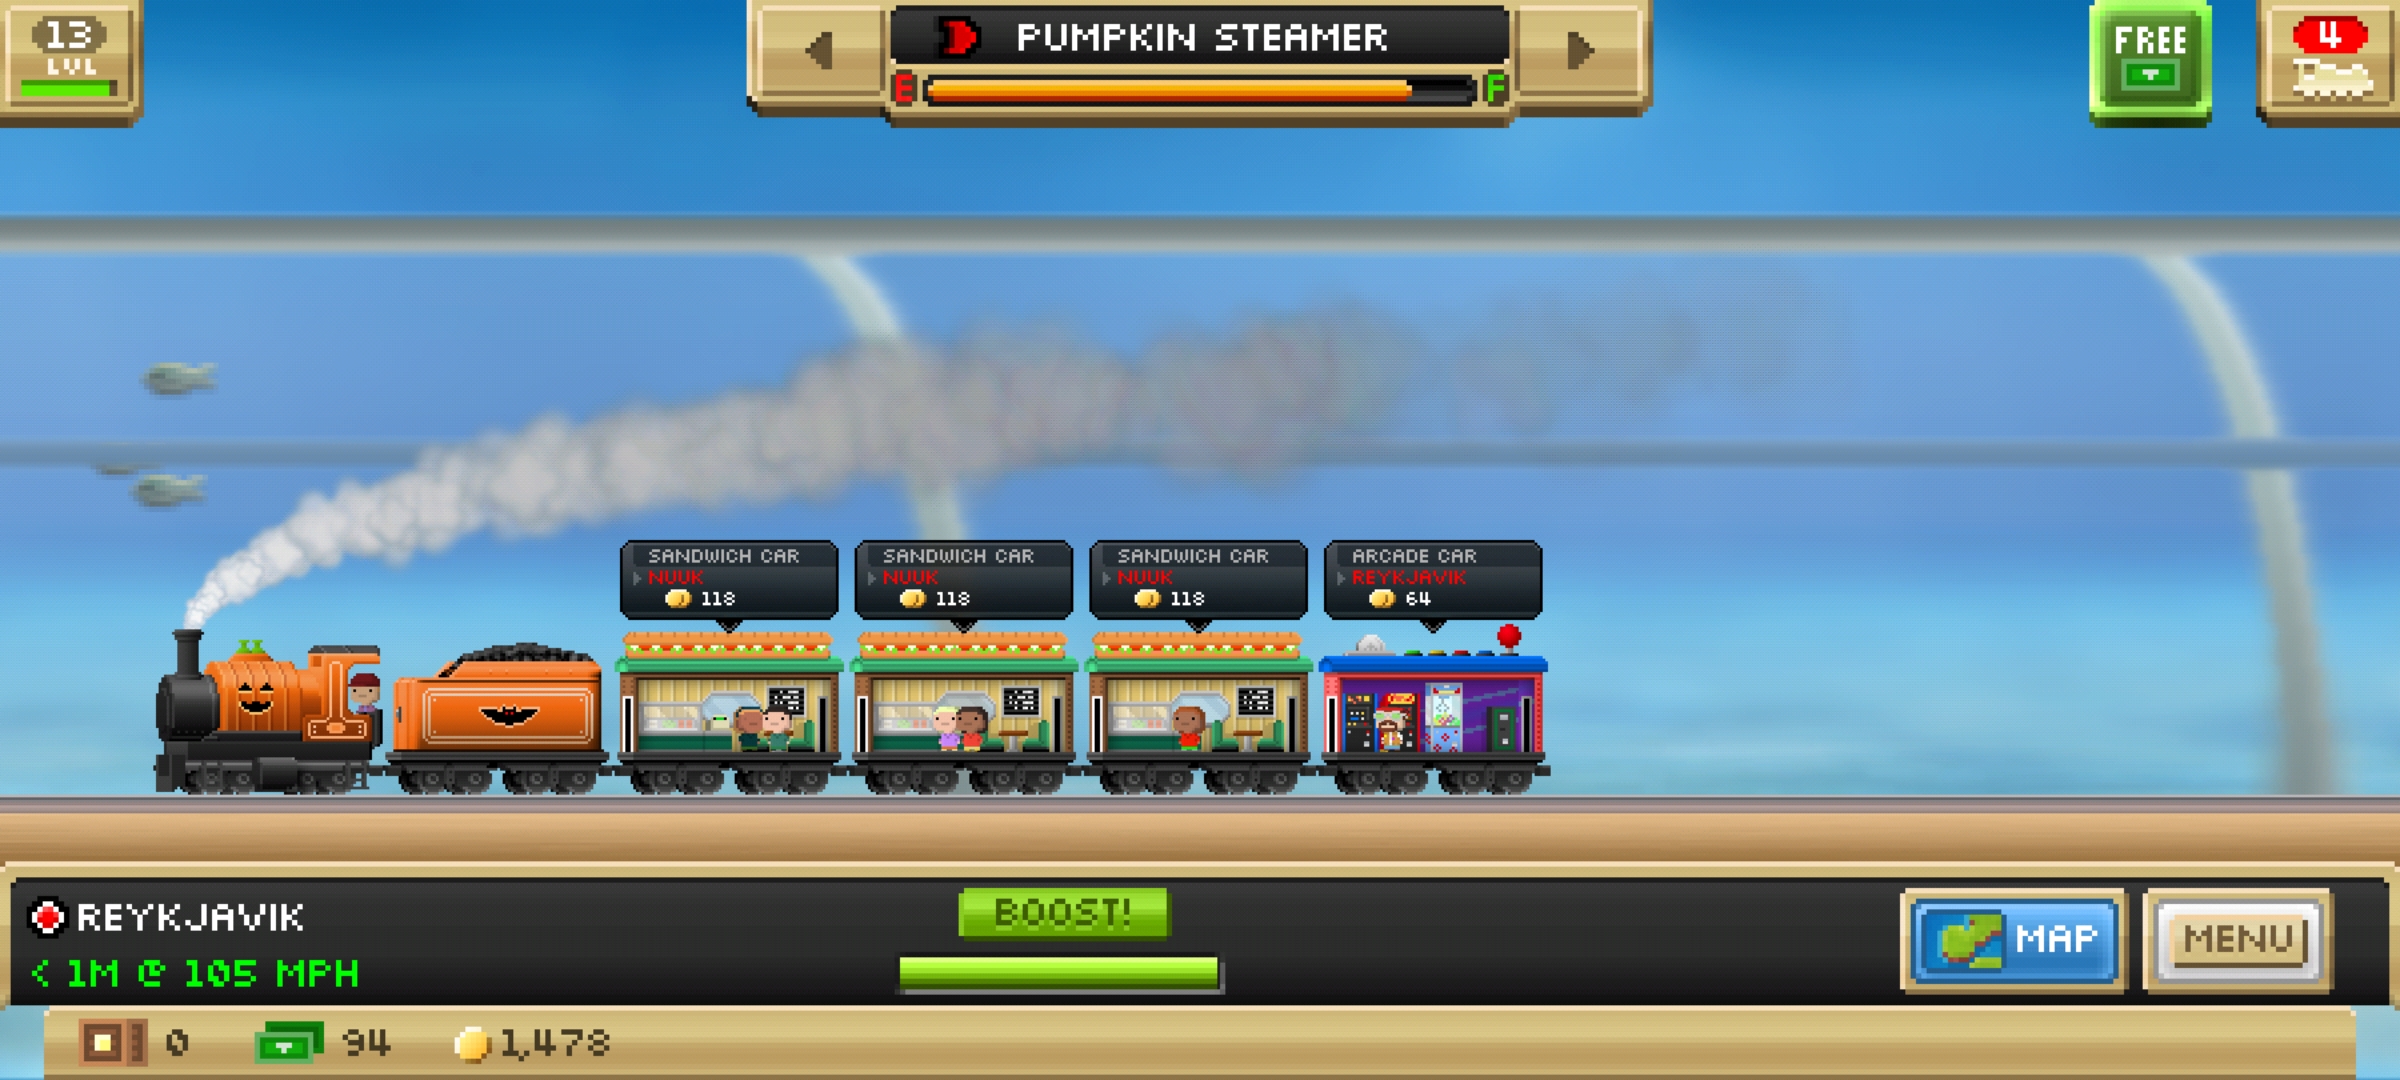 13
LVL
PUMPKIN STEAMER
E F
FREE
4
SANDWICH CAR
NUUK
118
SANDWICH CAR
NUUK
118
SANDWICH CAR
NUUK
118
ARCADE CAR
REYKJAVIK
64
REYKJAVIK
< 1M @ 105 MPH
BOOST!
MAP
MENU
0 94 1,478